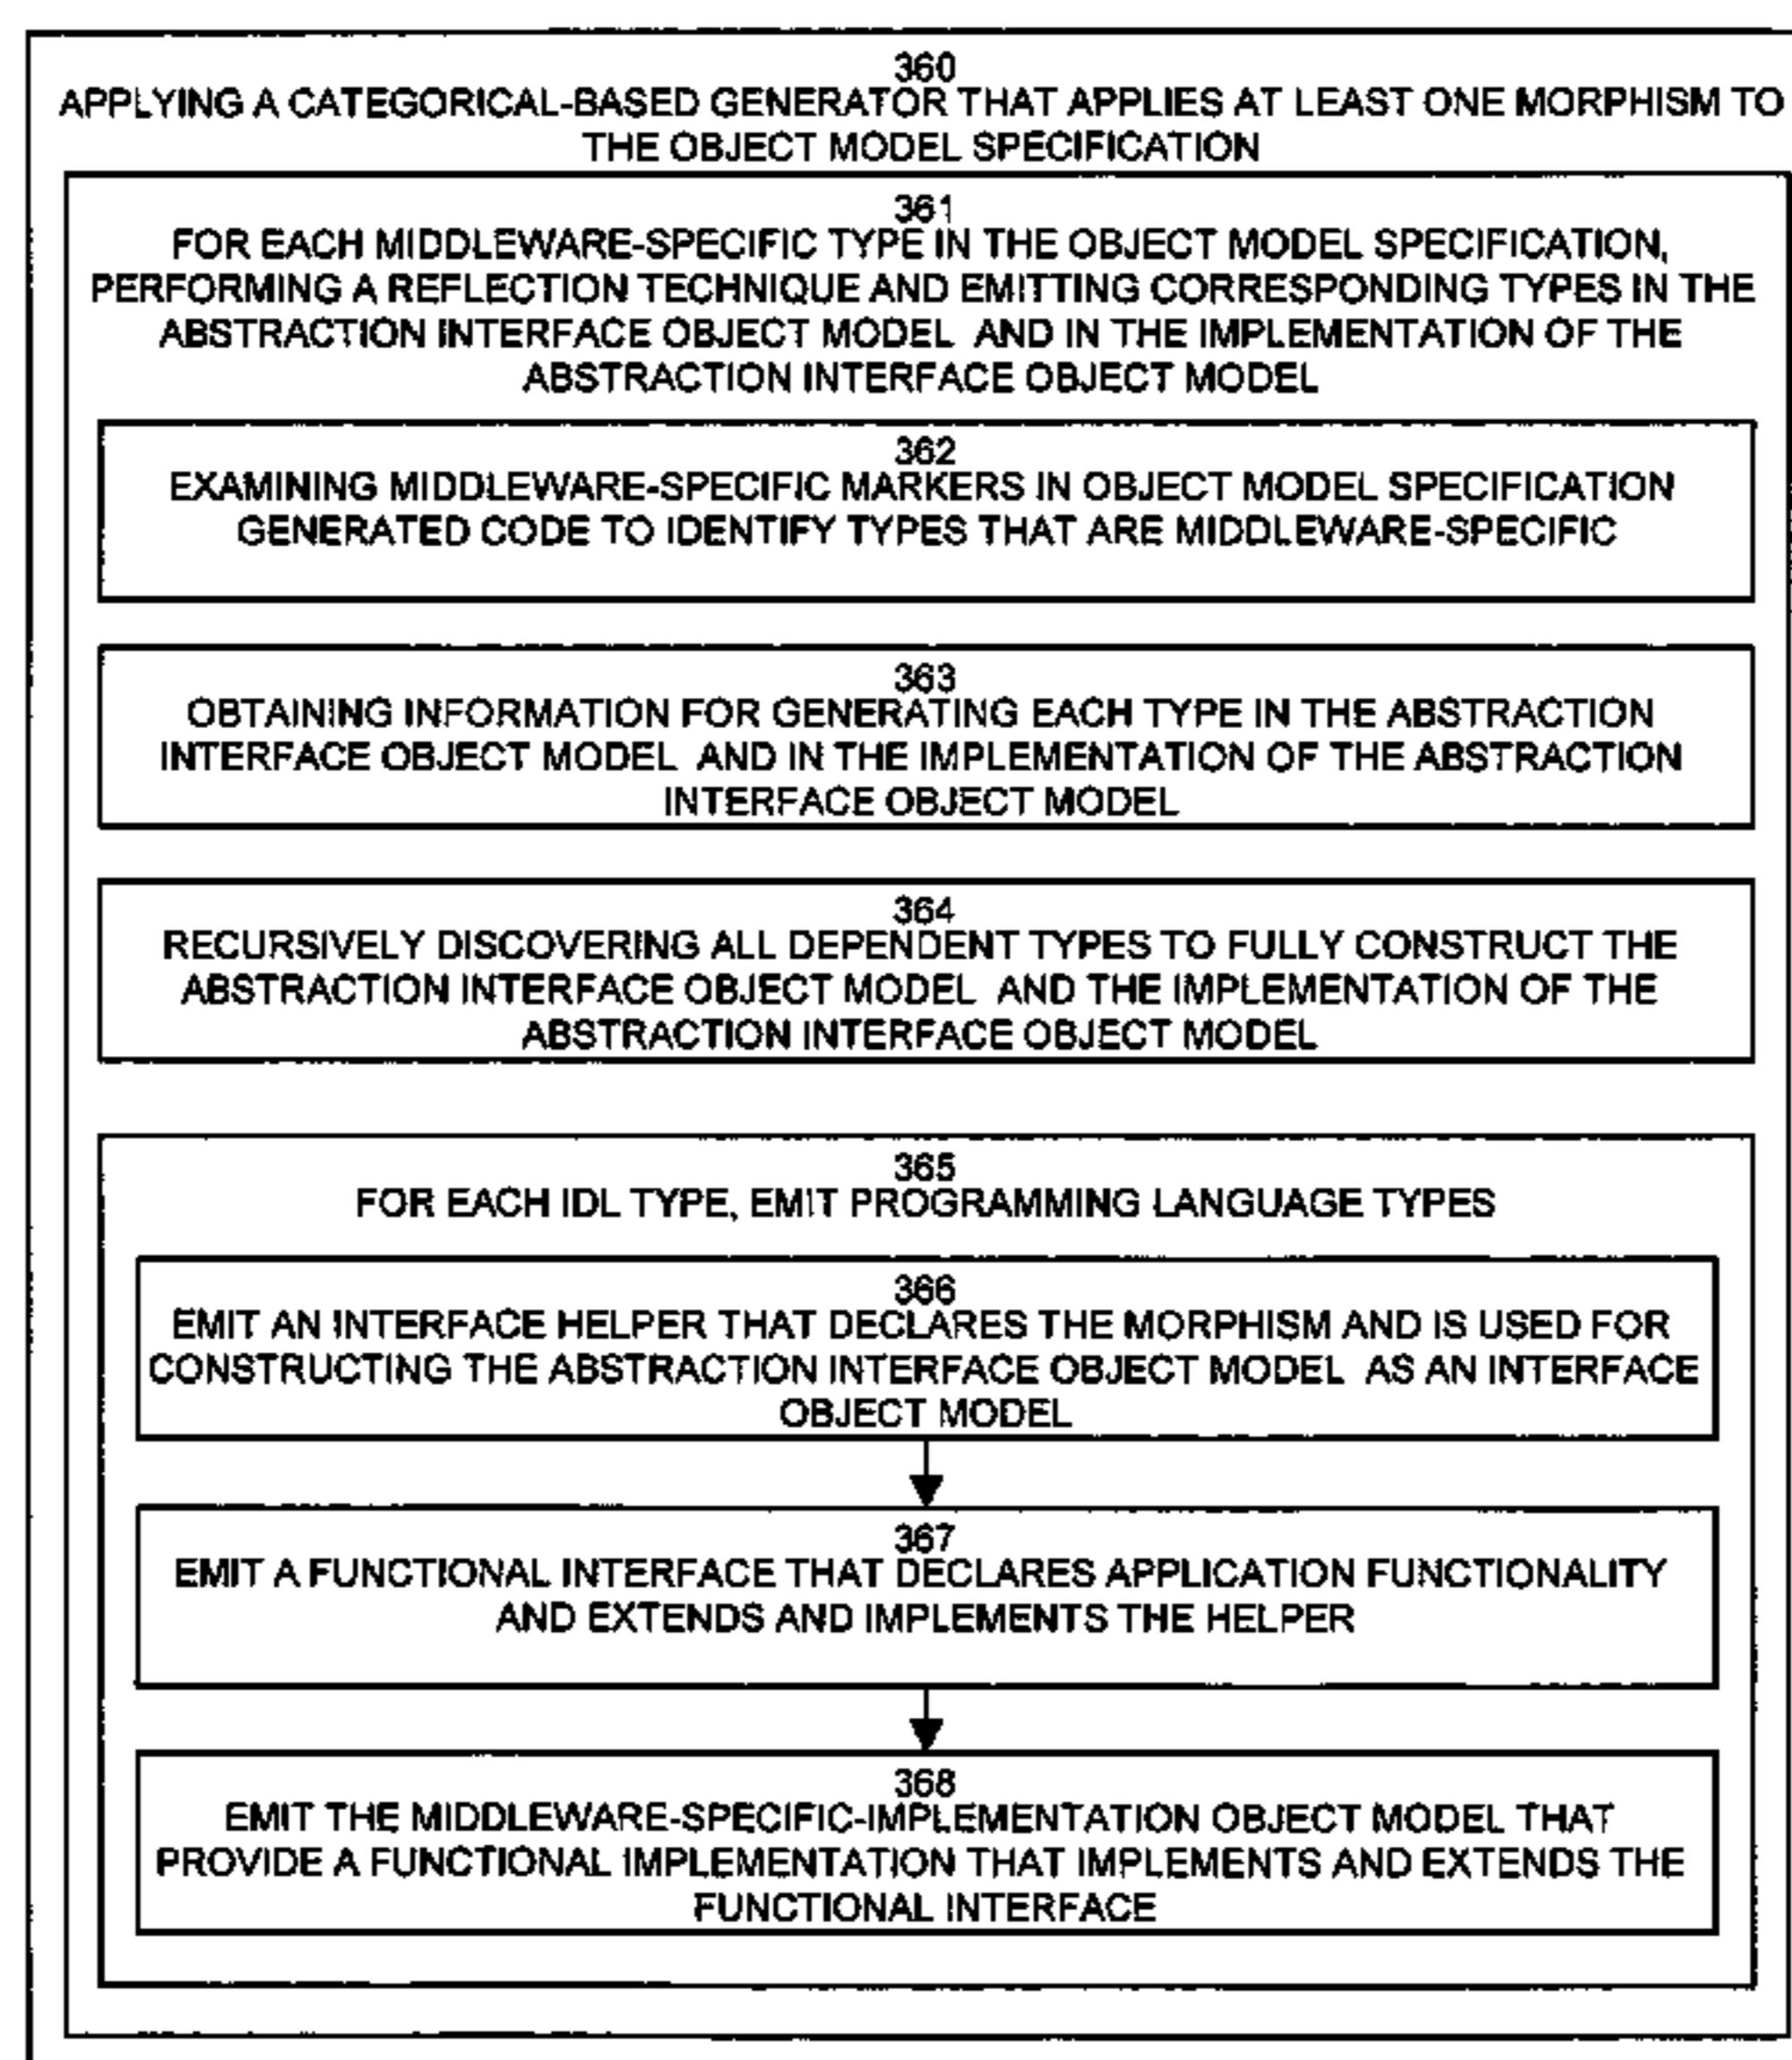 360
APPLYING A CATEGORICAL-BASED GENERATOR THAT APPLIES AT LEAST ONE MORPHISM TO
THE OBJECT MODEL SPECIFICATION
361
FOR EACH MIDDLEWARE-SPECIFIC TYPE IN THE OBJECT MODEL SPECIFICATION,
PERFORMING A REFLECTION TECHNIQUE AND EMITTING CORRESPONDING TYPES IN THE
ABSTRACTION INTERFACE OBJECT MODEL AND IN THE IMPLEMENTATION OF THE
ABSTRACTION INTERFACE OBJECT MODEL
362
EXAMINING MIDDLEWARE-SPECIFIC MARKERS IN OBJECT MODEL SPECIFICATION
GENERATED CODE TO IDENTIFY TYPES THAT ARE MIDDLEWARE-SPECIFIC
363
OBTAINING INFORMATION FOR GENERATING EACH TYPE IN THE ABSTRACTION
INTERFACE OBJECT MODEL AND IN THE IMPLEMENTATION OF THE ABSTRACTION
INTERFACE OBJECT MODEL
364
RECURSIVELY DISCOVERING ALL DEPENDENT TYPES TO FULLY CONSTRUCT THE
ABSTRACTION INTERFACE OBJECT MODEL AND THE IMPLEMENTATION OF THE
ABSTRACTION INTERFACE OBJECT MODEL
365
FOR EACH IDL TYPE, EMIT PROGRAMMING LANGUAGE TYPES
366
EMIT AN INTERFACE HELPER THAT DECLARES THE MORPHISM AND IS USED FOR
CONSTRUCTING THE ABSTRACTION INTERFACE OBJECT MODEL AS AN INTERFACE
OBJECT MODEL
367
EMIT A FUNCTIONAL INTERFACE THAT DECLARES APPLICATION FUNCTIONALITY
AND EXTENDS AND IMPLEMENTS THE HELPER
368
EMIT THE MIDDLEWARE-SPECIFIC-IMPLEMENTATION OBJECT MODEL THAT
PROVIDE A FUNCTIONAL IMPLEMENTATION THAT IMPLEMENTS AND EXTENDS THE
FUNCTIONAL INTERFACE